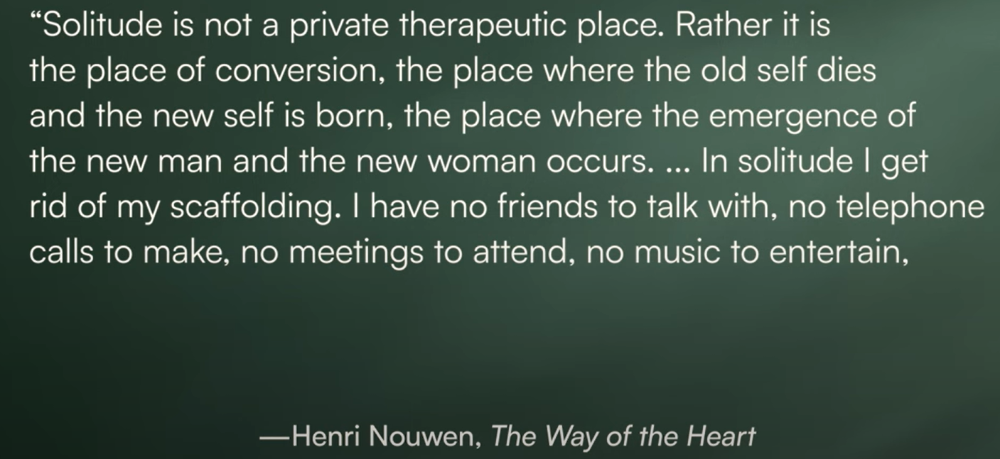 “Solitude is not a private therapeutic place. Rather it is
the place of conversion, the place where the old self dies
and the new self is born, the place where the emergence of
the new man and the new woman occurs. ... In solitude I get
rid of my scaffolding. I have no friends to talk with, no telephone
calls to make, no meetings to attend, no music to entertain,
—Henri Nouwen, The Way of the Heart